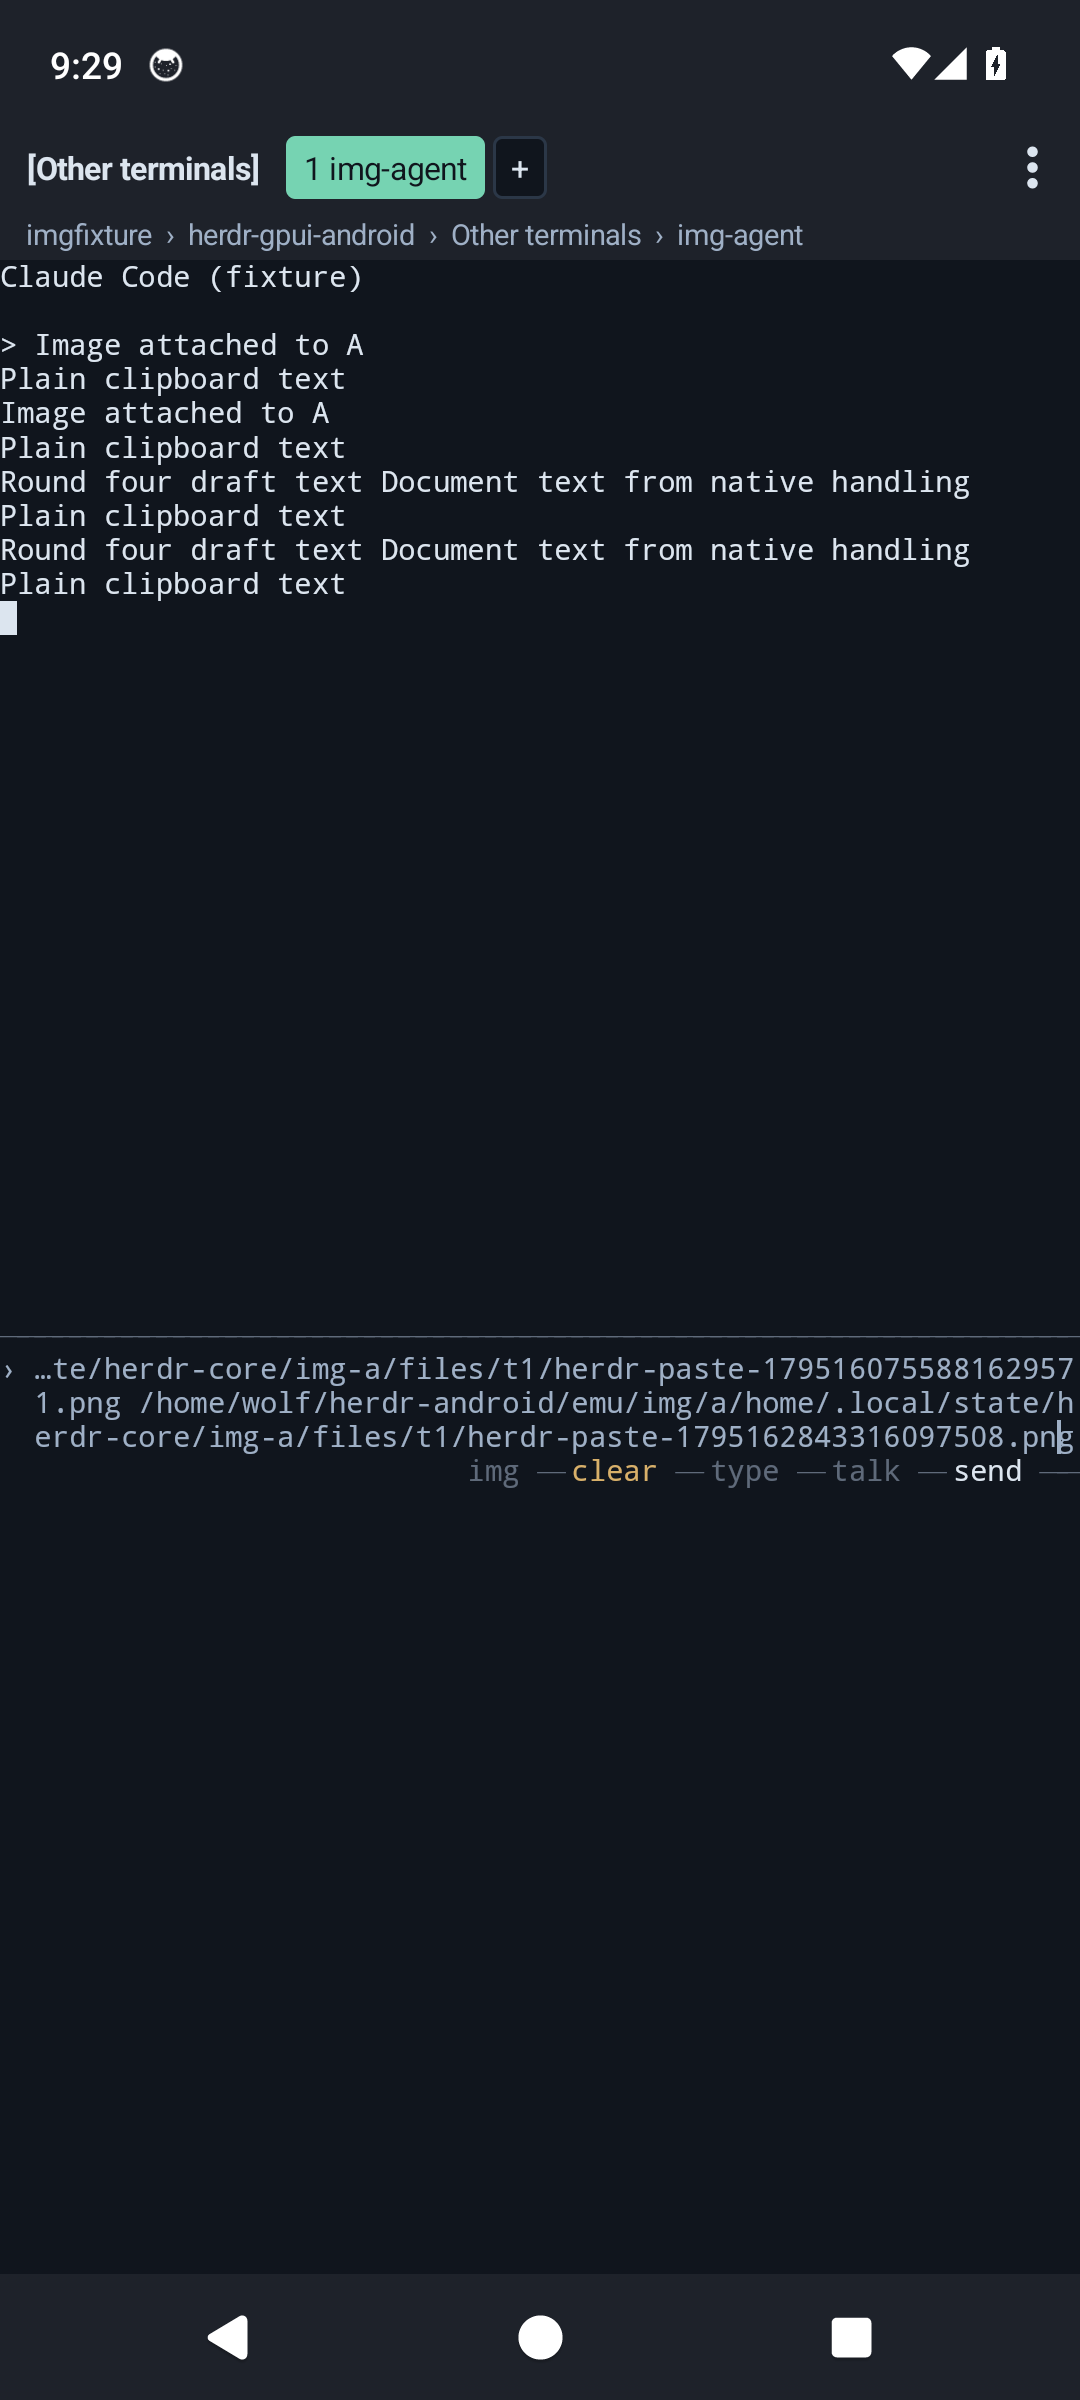 9:29
[Other terminals] 1 img-agent +
imgfixture › herdr-gpui-android › Other terminals › img-agent
Claude Code (fixture)
> Image attached to A
Plain clipboard text
Image attached to A
Plain clipboard text
Round four draft text Document text from native handling
Plain clipboard text
Round four draft text Document text from native handling
Plain clipboard text
› …te/herdr-core/img-a/files/t1/herdr-paste-179516075588162957
1.png /home/wolf/herdr-android/emu/img/a/home/.local/state/h
erdr-core/img-a/files/t1/herdr-paste-1795162843316097508.png
img — clear — type — talk — send —